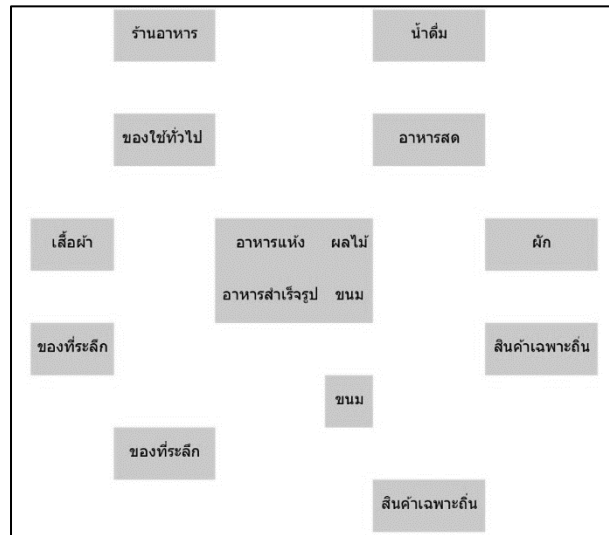 ร้านอาหาร น้ำดื่ม
ของใช้ทั่วไป อาหารสด
เสื้อผ้า อาหารแห้ง ผลไม้ ผัก
อาหารสำเร็จรูป ขนม
ของที่ระลึก สินค้าเฉพาะถิ่น
ขนม
ของที่ระลึก
สินค้าเฉพาะถิ่น